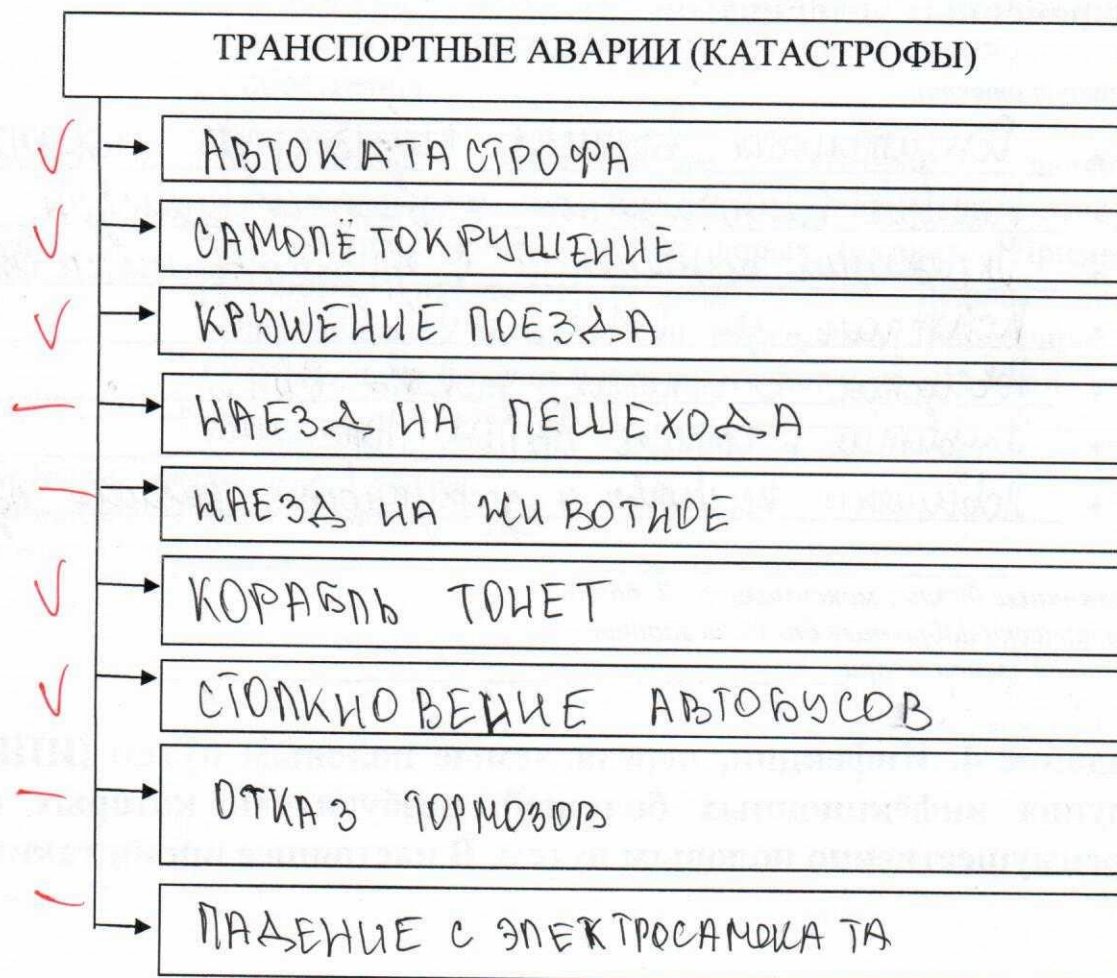 ТРАНСПОРТНЫЕ АВАРИИ (КАТАСТРОФЫ)
АВТОКАТАСТРОФА
САМОЛЁТОКРУШЕНИЕ
КРУШЕНИЕ ПОЕЗДА
НАЕЗД НА ПЕШЕХОДА
НАЕЗД НА ЖИВОТНОЕ
КОРАБЛЬ ТОНЕТ
СТОЛКНОВЕНИЕ АВТОБУСОВ
ОТКАЗ ТОРМОЗОВ
ПАДЕНИЕ С ЭЛЕКТРОСАМОКАТА